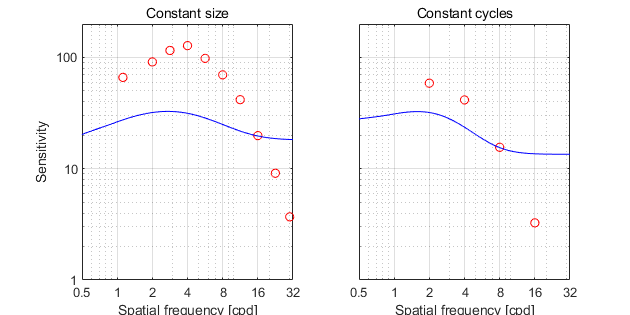 Constant size Constant cycles
Sensitivity
100
10
1
0.5 1 2 4 8 16 32 0.5 1 2 4 8 16 32
Spatial frequency [cpd] Spatial frequency [cpd]